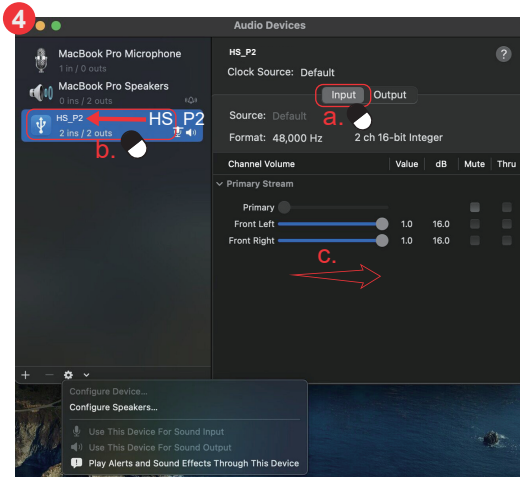 4
Audio Devices
MacBook Pro Microphone
1 in / 0 outs
MacBook Pro Speakers
0 ins / 2 outs
HS_P2
HS_P2
2 ins / 2 outs
b.
HS_P2
?
Clock Source: Default
Input
Output
a.
Source: Default
Format: 48,000 Hz
2 ch 16-bit Integer
Channel Volume Value dB Mute Thru
Primary Stream
Primary
Front Left 1.0 16.0
Front Right 1.0 16.0
c.
Configure Device...
Configure Speakers...
Use This Device For Sound Input
Use This Device For Sound Output
Play Alerts and Sound Effects Through This Device